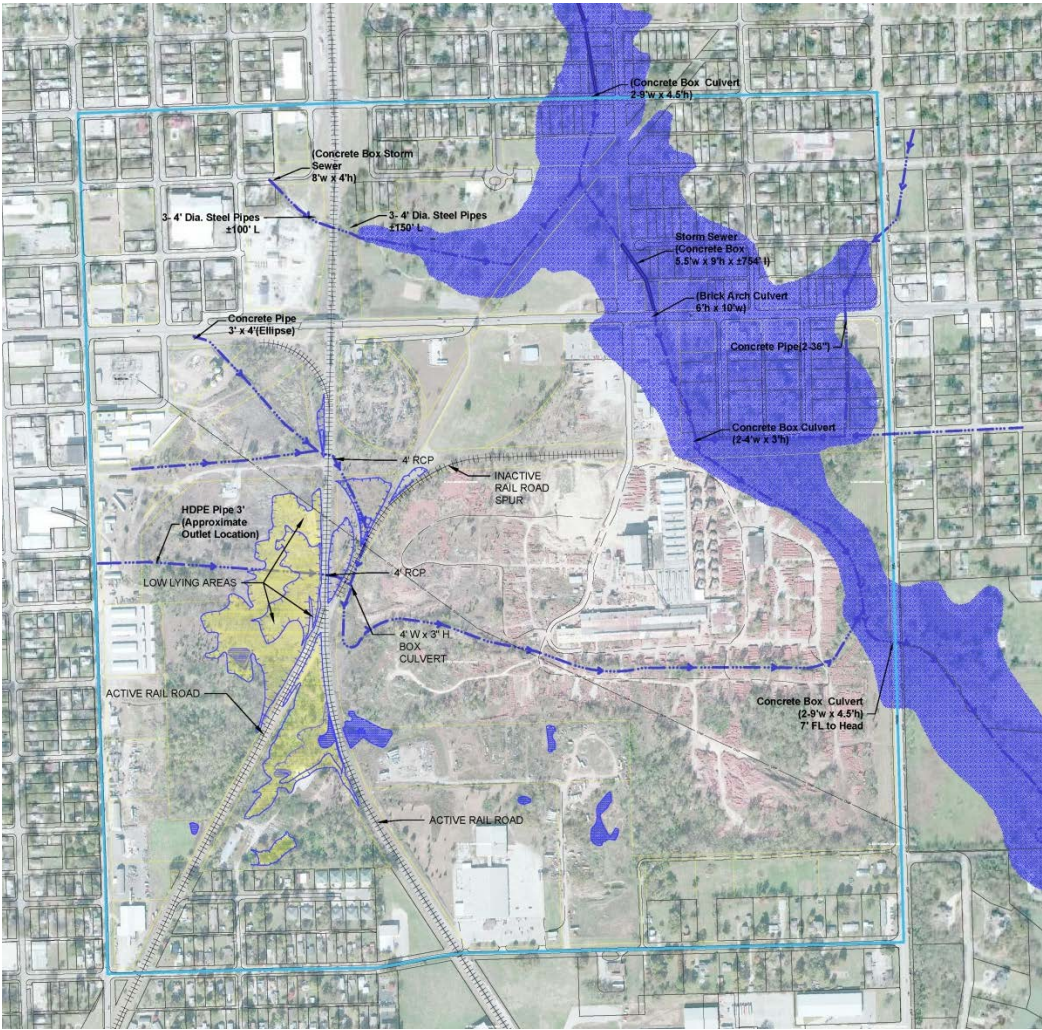 (Concrete Box Culvert
2-9'w x 4.5'h)
(Concrete Box Storm
Sewer
8'w x 4'h)
3- 4' Dia. Steel Pipes
±100' L
3- 4' Dia. Steel Pipes
±150' L
Storm Sewer
(Concrete Box
5.5'w x 9'h x ±754' l)
(Brick Arch Culvert
6'h x 10'w)
Concrete Pipe
3' x 4'(Ellipse)
Concrete Pipe(2-36")
Concrete Box Culvert
(2-4'w x 3'h)
4' RCP
INACTIVE
RAIL ROAD
SPUR
HDPE Pipe 3'
(Approximate
Outlet Location)
4' RCP
LOW LYING AREAS
4' W x 3" H.
BOX
CULVERT
ACTIVE RAIL ROAD
Concrete Box Culvert
(2-9'w x 4.5'h)
7' FL to Head
ACTIVE RAIL ROAD